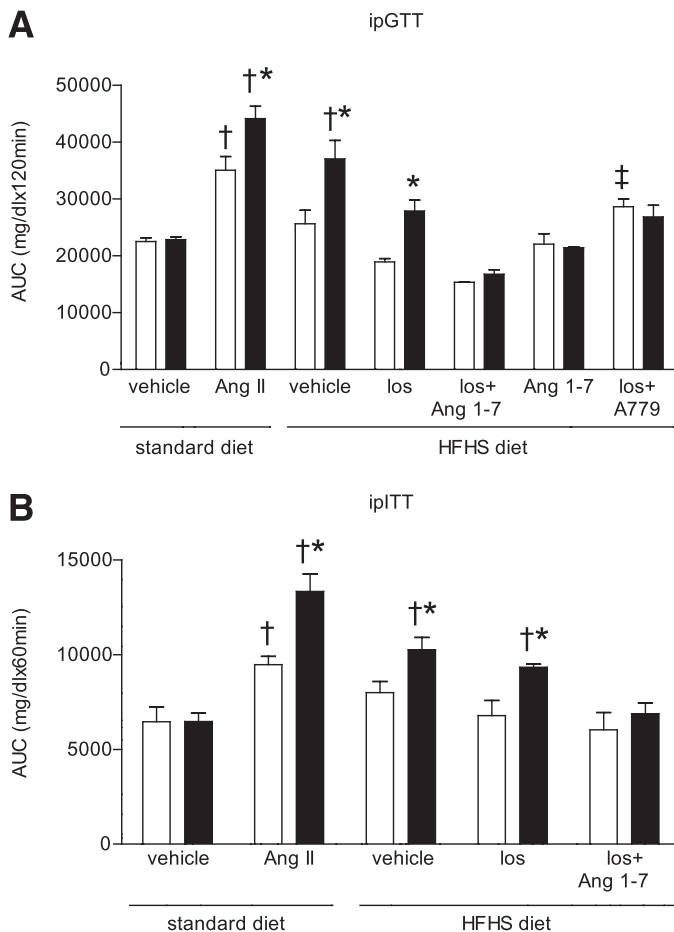 A
ipGTT
AUC (mg/dlx120min)
50000
40000
30000
20000
10000
0
†
†*
†*
*
‡
vehicle Ang II vehicle los los+ Ang 1-7 los+
Ang 1-7 A779
standard diet HFHS diet
B
ipITT
AUC (mg/dlx60min)
15000
10000
5000
0
†
†*
†*
†*
vehicle Ang II vehicle los los+
Ang 1-7
standard diet HFHS diet